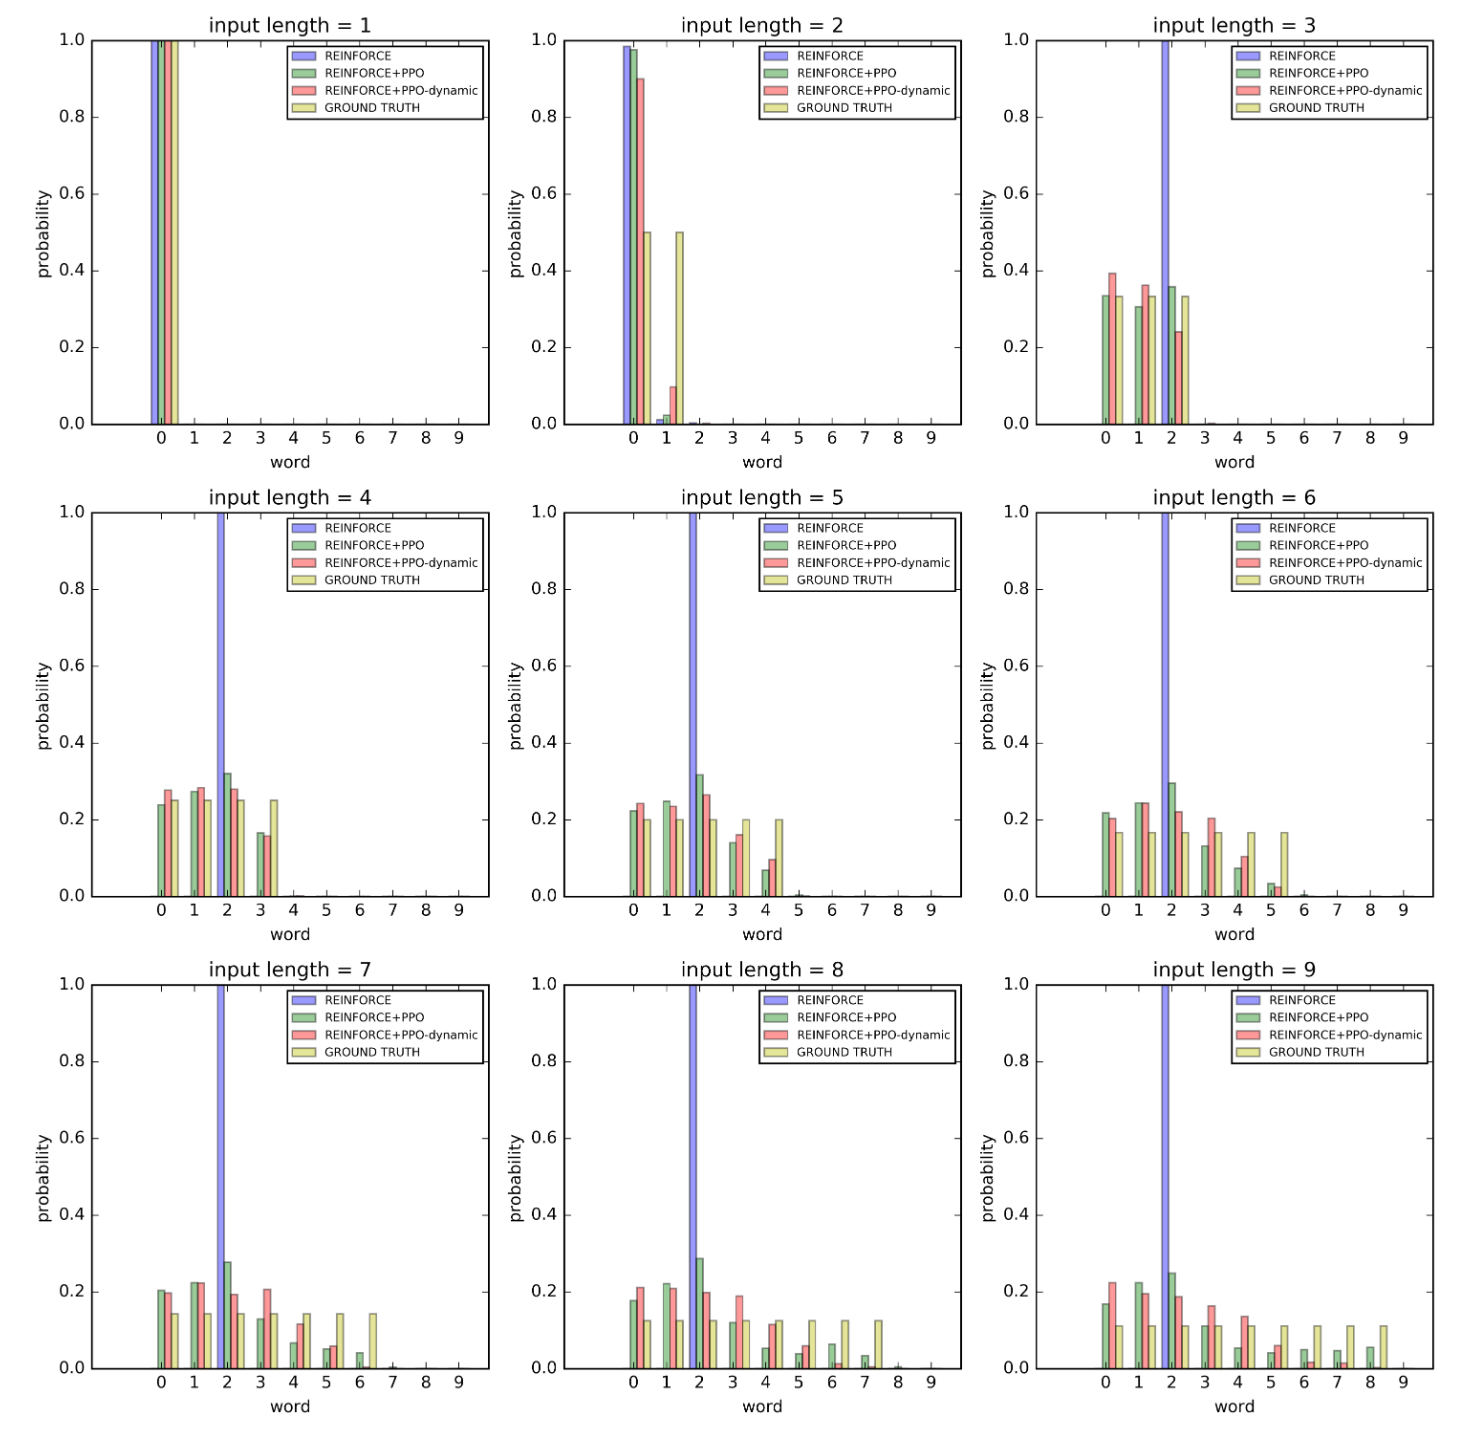 input length = 1
1.0
0.8
0.6
0.4
0.2
0.0
probability
REINFORCE
REINFORCE+PPO
REINFORCE+PPO-dynamic
GROUND TRUTH
0 1 2 3 4 5 6 7 8 9
word
input length = 2
1.0
0.8
0.6
0.4
0.2
0.0
probability
REINFORCE
REINFORCE+PPO
REINFORCE+PPO-dynamic
GROUND TRUTH
0 1 2 3 4 5 6 7 8 9
word
input length = 3
1.0
0.8
0.6
0.4
0.2
0.0
probability
REINFORCE
REINFORCE+PPO
REINFORCE+PPO-dynamic
GROUND TRUTH
0 1 2 3 4 5 6 7 8 9
word
input length = 4
1.0
0.8
0.6
0.4
0.2
0.0
probability
REINFORCE
REINFORCE+PPO
REINFORCE+PPO-dynamic
GROUND TRUTH
0 1 2 3 4 5 6 7 8 9
word
input length = 5
1.0
0.8
0.6
0.4
0.2
0.0
probability
REINFORCE
REINFORCE+PPO
REINFORCE+PPO-dynamic
GROUND TRUTH
0 1 2 3 4 5 6 7 8 9
word
input length = 6
1.0
0.8
0.6
0.4
0.2
0.0
probability
REINFORCE
REINFORCE+PPO
REINFORCE+PPO-dynamic
GROUND TRUTH
0 1 2 3 4 5 6 7 8 9
word
input length = 7
1.0
0.8
0.6
0.4
0.2
0.0
probability
REINFORCE
REINFORCE+PPO
REINFORCE+PPO-dynamic
GROUND TRUTH
0 1 2 3 4 5 6 7 8 9
word
input length = 8
1.0
0.8
0.6
0.4
0.2
0.0
probability
REINFORCE
REINFORCE+PPO
REINFORCE+PPO-dynamic
GROUND TRUTH
0 1 2 3 4 5 6 7 8 9
word
input length = 9
1.0
0.8
0.6
0.4
0.2
0.0
probability
REINFORCE
REINFORCE+PPO
REINFORCE+PPO-dynamic
GROUND TRUTH
0 1 2 3 4 5 6 7 8 9
word